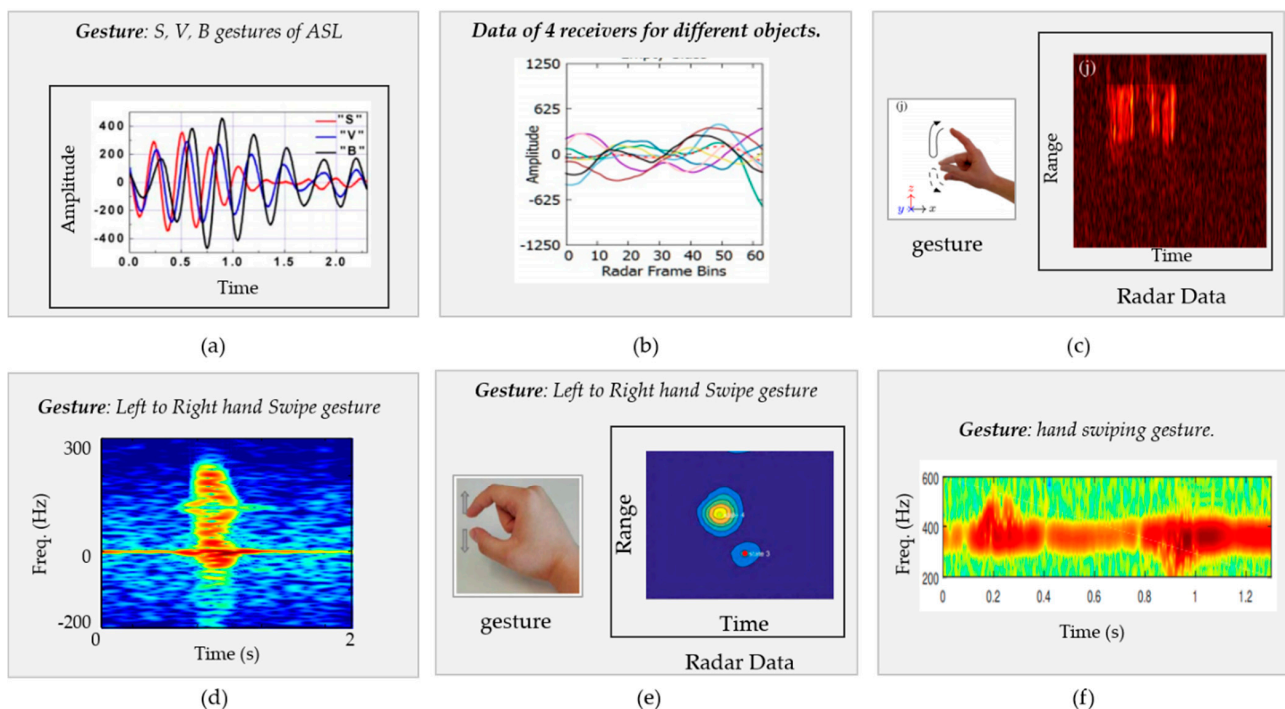 Gesture: S, V, B gestures of ASL
Amplitude
400
200
0
-200
-400
"S"
"V"
"B"
0.0 0.5 1.0 1.5 2.0
Time
(a)
Data of 4 receivers for different objects.
1250
625
0
-625
-1250
Amplitude
0 10 20 30 40 50 60
Radar Frame Bins
(b)
(j)
z
y x
gesture
(j)
Range
Time
Radar Data
(c)
Gesture: Left to Right hand Swipe gesture
300
0
-200
Freq. (Hz)
0 2
Time (s)
(d)
Gesture: Left to Right hand Swipe gesture
gesture
Range
Time
Radar Data
(e)
Gesture: hand swiping gesture.
600
400
200
Freq. (Hz)
0 0.2 0.4 0.6 0.8 1 1.2
Time (s)
(f)